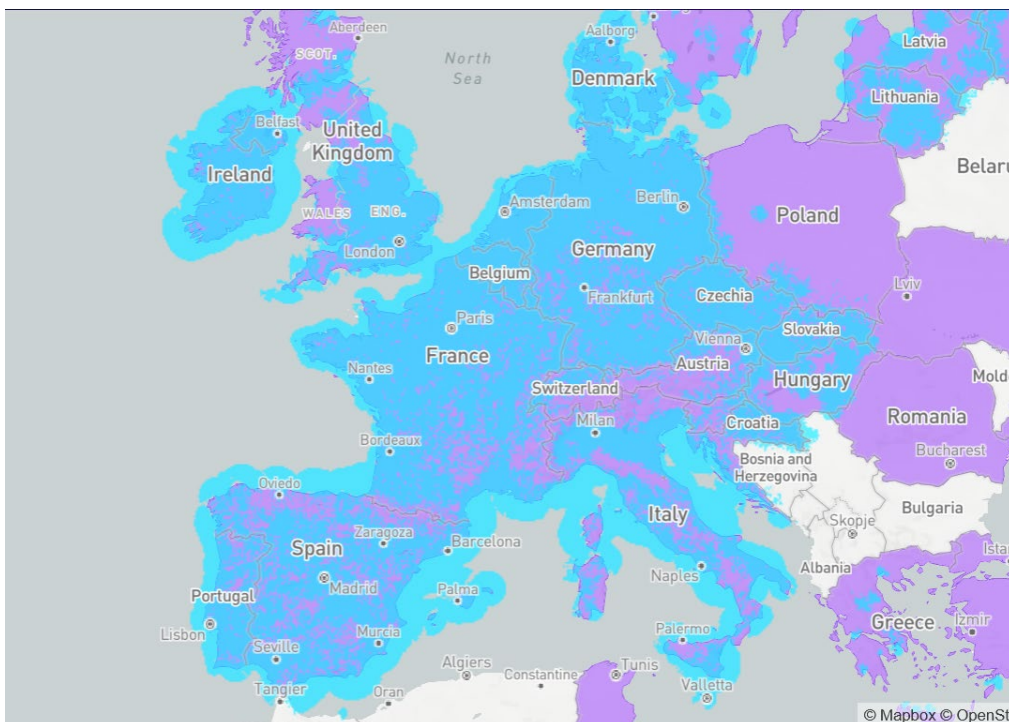 Aberdeen
SCOT.
North
Sea
Aalborg
Denmark
Latvia
Lithuania
Belfast
United
Kingdom
Ireland
WALES
ENG.
London
Amsterdam
Berlin
Belaru
Poland
Germany
Belgium
Frankfurt
Czechia
Lviv
Paris
France
Slovakia
Vienna
Austria
Nantes
Switzerland
Hungary
Mold
Milan
Croatia
Romania
Bordeaux
Bucharest
Bosnia and
Herzegovina
Oviedo
Italy
Bulgaria
Zaragoza
Skopje
Barcelona
Spain
Madrid
Naples
Albania
Ista
Portugal
Palma
Lisbon
Greece
Izmir
Murcia
Palermo
Seville
Algiers
Constantine
Tunis
Tangier
Oran
Valletta
© Mapbox © OpenSt